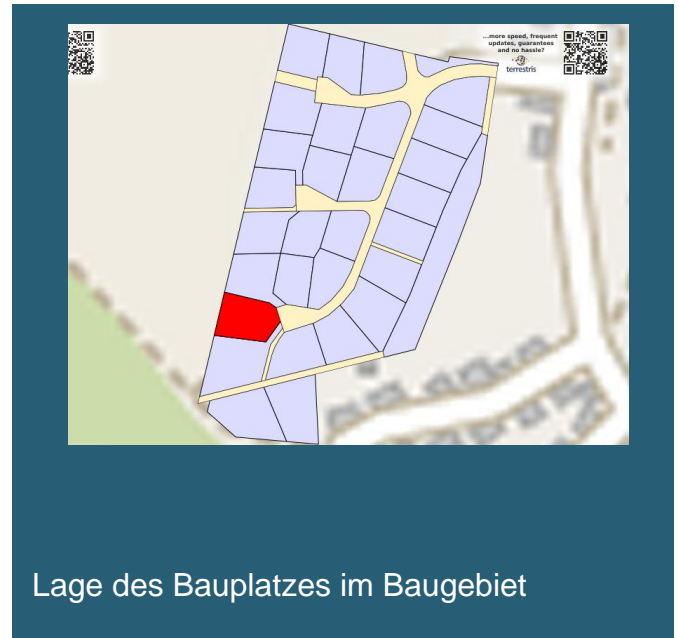 ...more speed, frequent
updates, guarantees
and no hassle?
terrestris
Lage des Bauplatzes im Baugebiet